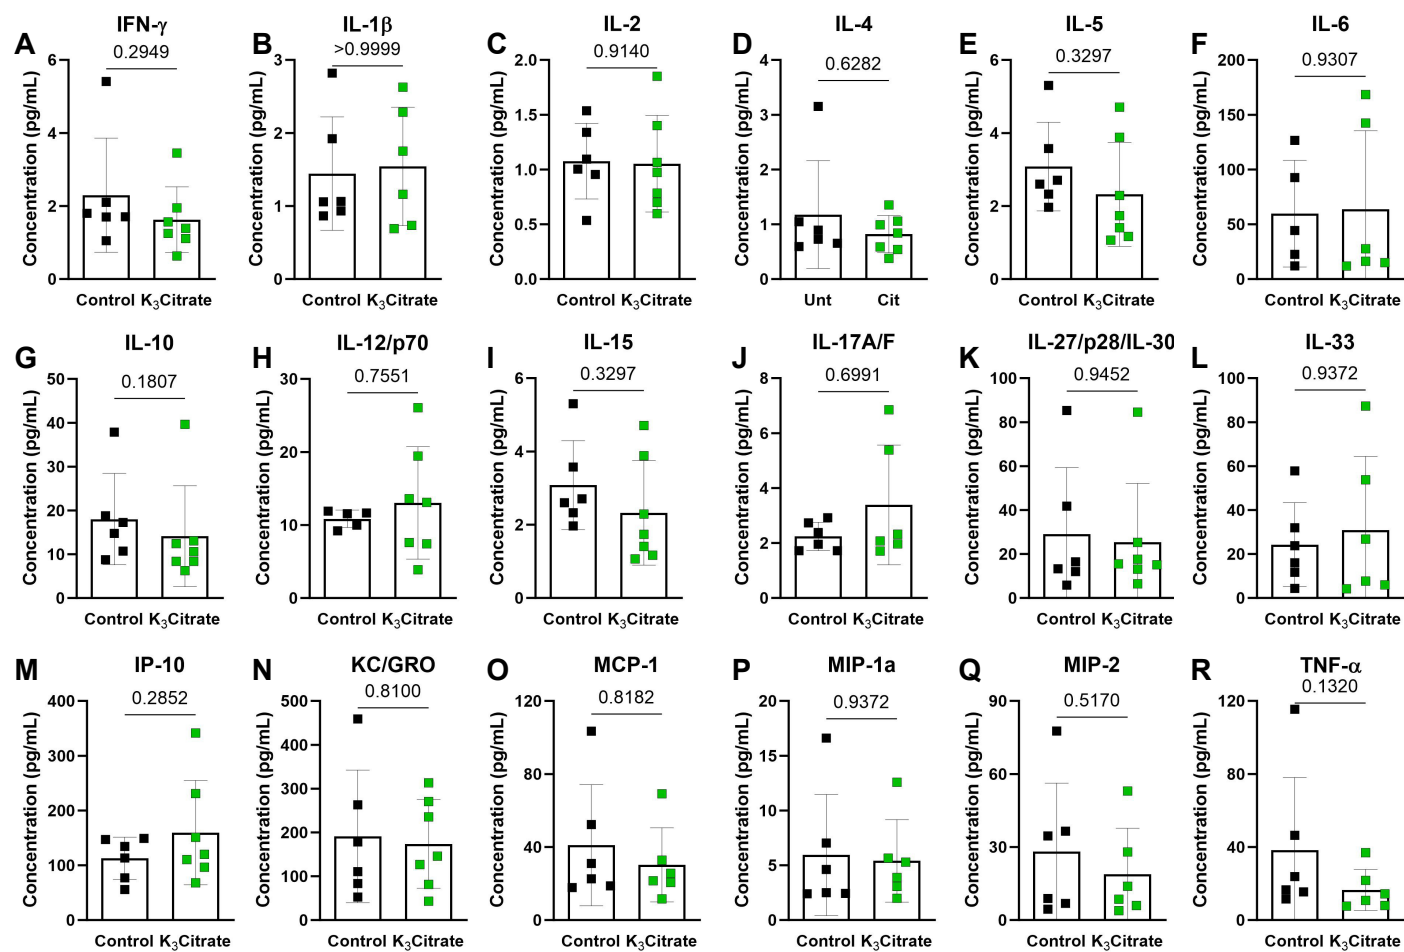 A
IFN-γ
0.2949
Concentration (pg/mL)
8
6
4
2
0
Control K3Citrate
B
IL-1β
>0.9999
Concentration (pg/mL)
3
2
1
0
Control K3Citrate
C
IL-2
0.9140
Concentration (pg/mL)
2.0
1.5
1.0
0.5
0.0
Control K3Citrate
D
IL-4
0.6282
Concentration (pg/mL)
4
3
2
1
0
Unt Cit
E
IL-5
0.3297
Concentration (pg/mL)
6
4
2
0
Control K3Citrate
F
IL-6
0.9307
Concentration (pg/mL)
200
150
100
50
0
Control K3Citrate
G
IL-10
0.1807
Concentration (pg/mL)
50
40
30
20
10
0
Control K3Citrate
H
IL-12/p70
0.7551
Concentration (pg/mL)
30
20
10
0
Control K3Citrate
I
IL-15
0.3297
Concentration (pg/mL)
6
4
2
0
Control K3Citrate
J
IL-17A/F
0.6991
Concentration (pg/mL)
8
6
4
2
0
Control K3Citrate
K
IL-27/p28/IL-30
0.9452
Concentration (pg/mL)
100
80
60
40
20
0
Control K3Citrate
L
IL-33
0.9372
Concentration (pg/mL)
100
80
60
40
20
0
Control K3Citrate
M
IP-10
0.2852
Concentration (pg/mL)
400
300
200
100
0
Control K3Citrate
N
KC/GRO
0.8100
Concentration (pg/mL)
500
400
300
200
100
0
Control K3Citrate
O
MCP-1
0.8182
Concentration (pg/mL)
120
80
40
0
Control K3Citrate
P
MIP-1a
0.9372
Concentration (pg/mL)
20
15
10
5
0
Control K3Citrate
Q
MIP-2
0.5170
Concentration (pg/mL)
90
60
30
0
Control K3Citrate
R
TNF-α
0.1320
Concentration (pg/mL)
120
80
40
0
Control K3Citrate